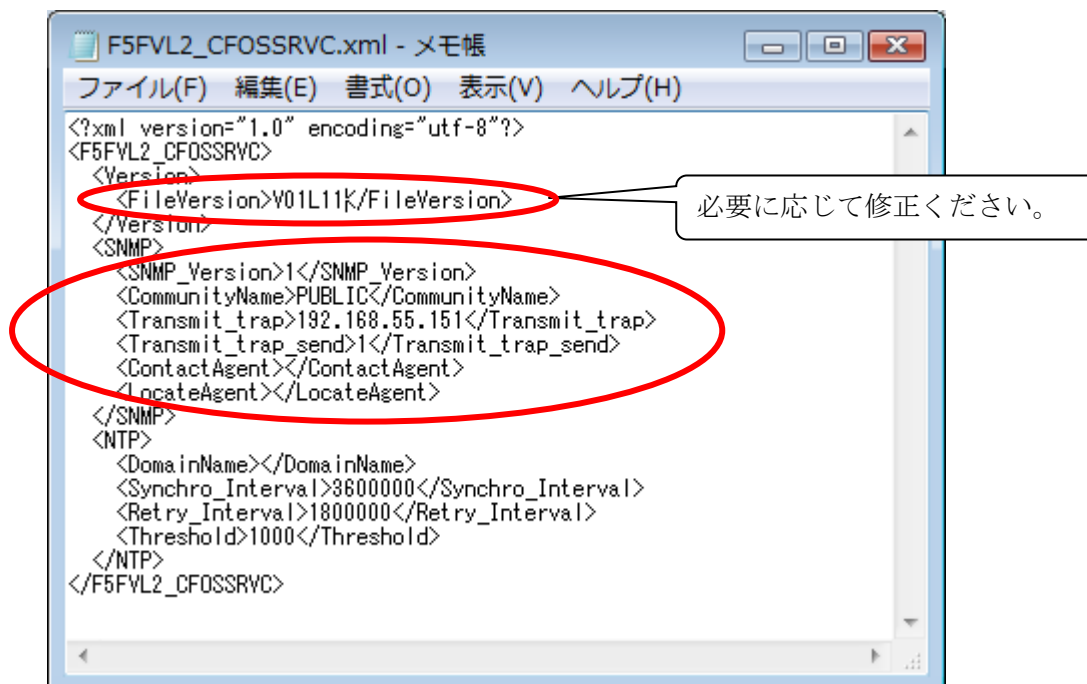 F5FVL2_CFOSSRVC.xml - メモ帳
ファイル(F) 編集(E) 書式(O) 表示(V) ヘルプ(H)
<?xml version="1.0" encoding="utf-8"?>
<F5FVL2_CFOSSRVC>
<Version>
<FileVersion>V01L11</FileVersion>
必要に応じて修正ください。
</Version>
<SNMP>
<SNMP_Version>1</SNMP_Version>
<CommunityName>PUBLIC</CommunityName>
<Transmit_trap>192.168.55.151</Transmit_trap>
<Transmit_trap_send>1</Transmit_trap_send>
<ContactAgent></ContactAgent>
<LocateAgent></LocateAgent>
</SNMP>
<NTP>
<DomainName></DomainName>
<Synchro_Interval>3600000</Synchro_Interval>
<Retry_Interval>1800000</Retry_Interval>
<Threshold>1000</Threshold>
</NTP>
</F5FVL2_CFOSSRVC>